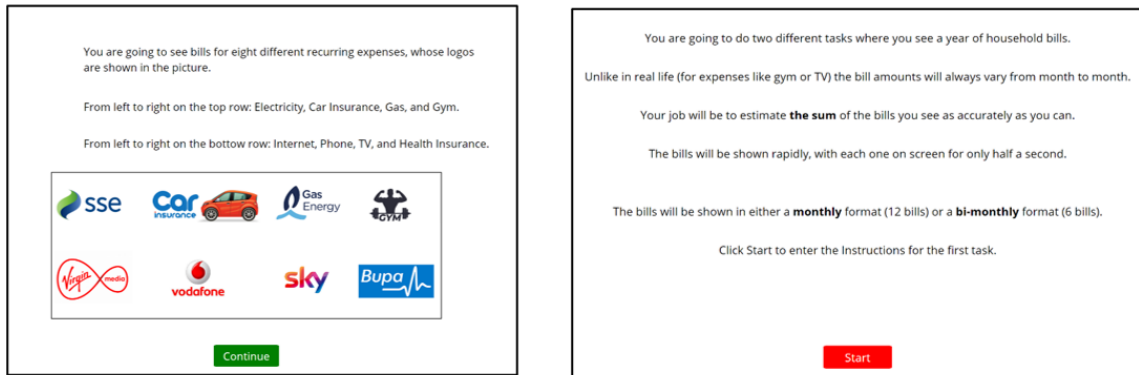 You are going to see bills for eight different recurring expenses, whose logos
are shown in the picture.
From left to right on the top row: Electricity, Car Insurance, Gas, and Gym.
From left to right on the bottow row: Internet, Phone, TV, and Health Insurance.
sse
Car
insurance
Gas
Energy
GYM
Virgin media
vodafone
sky
Bupa
Continue
You are going to do two different tasks where you see a year of household bills.
Unlike in real life (for expenses like gym or TV) the bill amounts will always vary from month to month.
Your job will be to estimate the sum of the bills you see as accurately as you can.
The bills will be shown rapidly, with each one on screen for only half a second.
The bills will be shown in either a monthly format (12 bills) or a bi-monthly format (6 bills).
Click Start to enter the Instructions for the first task.
Start